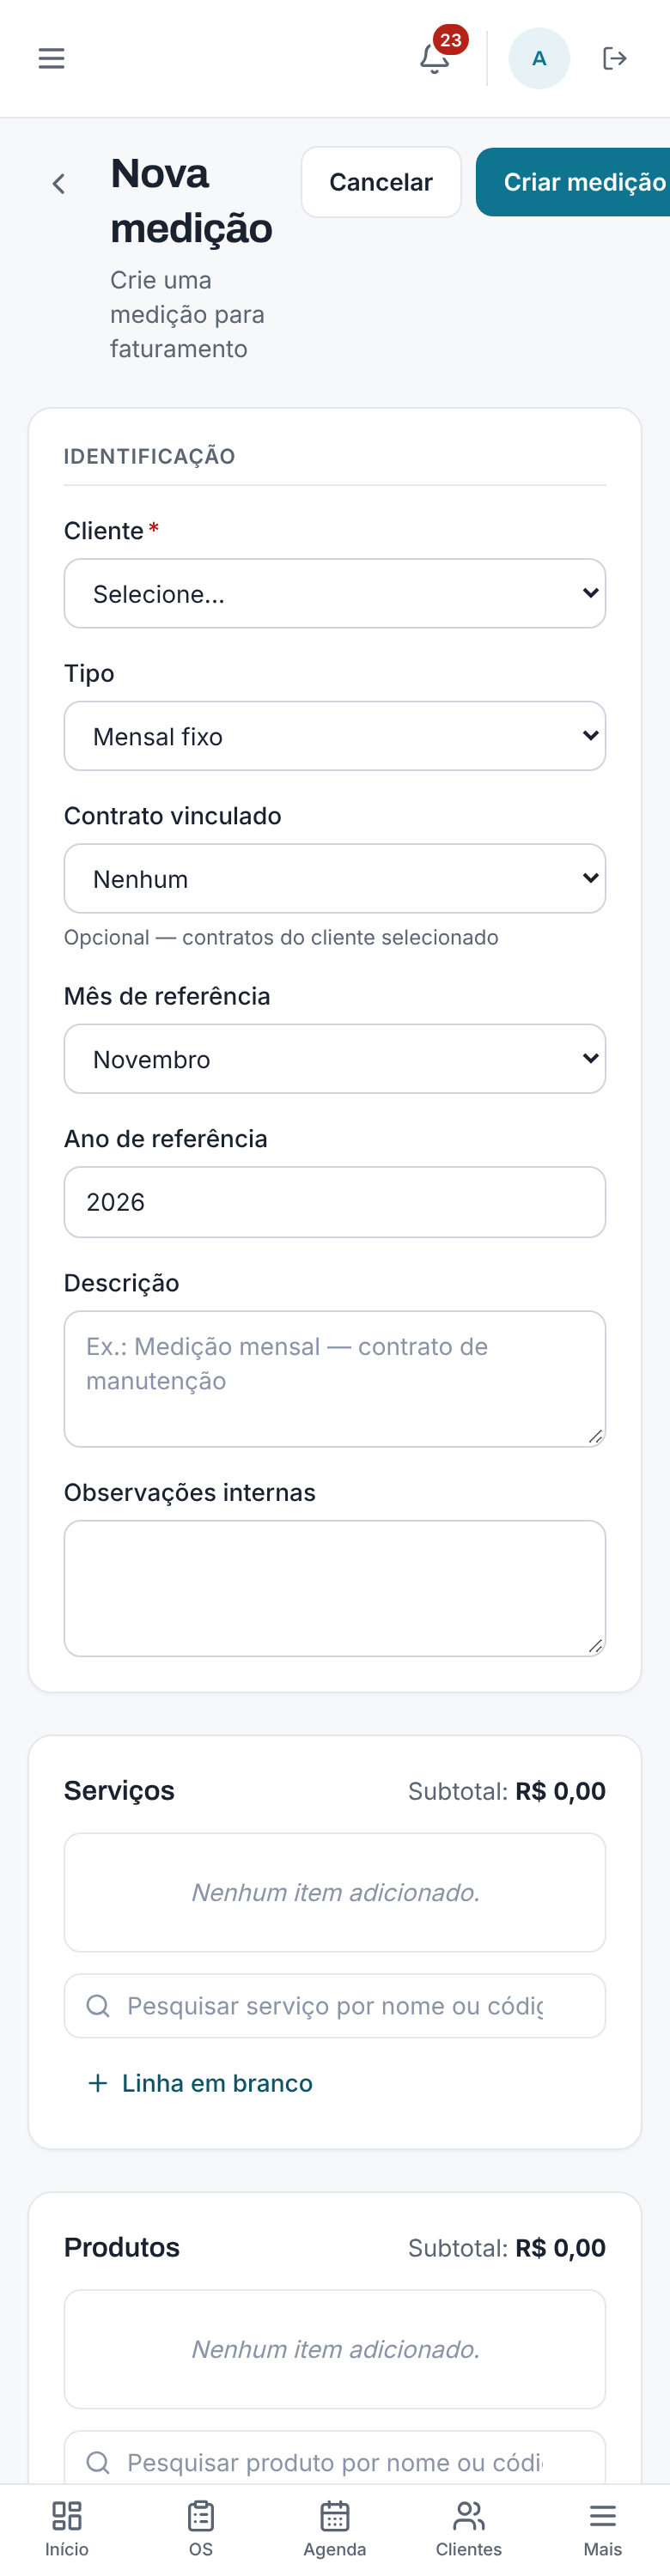 23
A
Nova
medição
Cancelar
Criar medição
Crie uma
medição para
faturamento
IDENTIFICAÇÃO
Cliente*
Selecione...
Tipo
Mensal fixo
Contrato vinculado
Nenhum
Opcional — contratos do cliente selecionado
Mês de referência
Novembro
Ano de referência
2026
Descrição
Ex.: Medição mensal — contrato de
manutenção
Observações internas
Serviços
Subtotal: R$ 0,00
Nenhum item adicionado.
Pesquisar serviço por nome ou
Linha em branco
Produtos
Subtotal: R$ 0,00
Nenhum item adicionado.
Pesquisar produto por nome ou
Início
OS
Agenda
Clientes
Mais